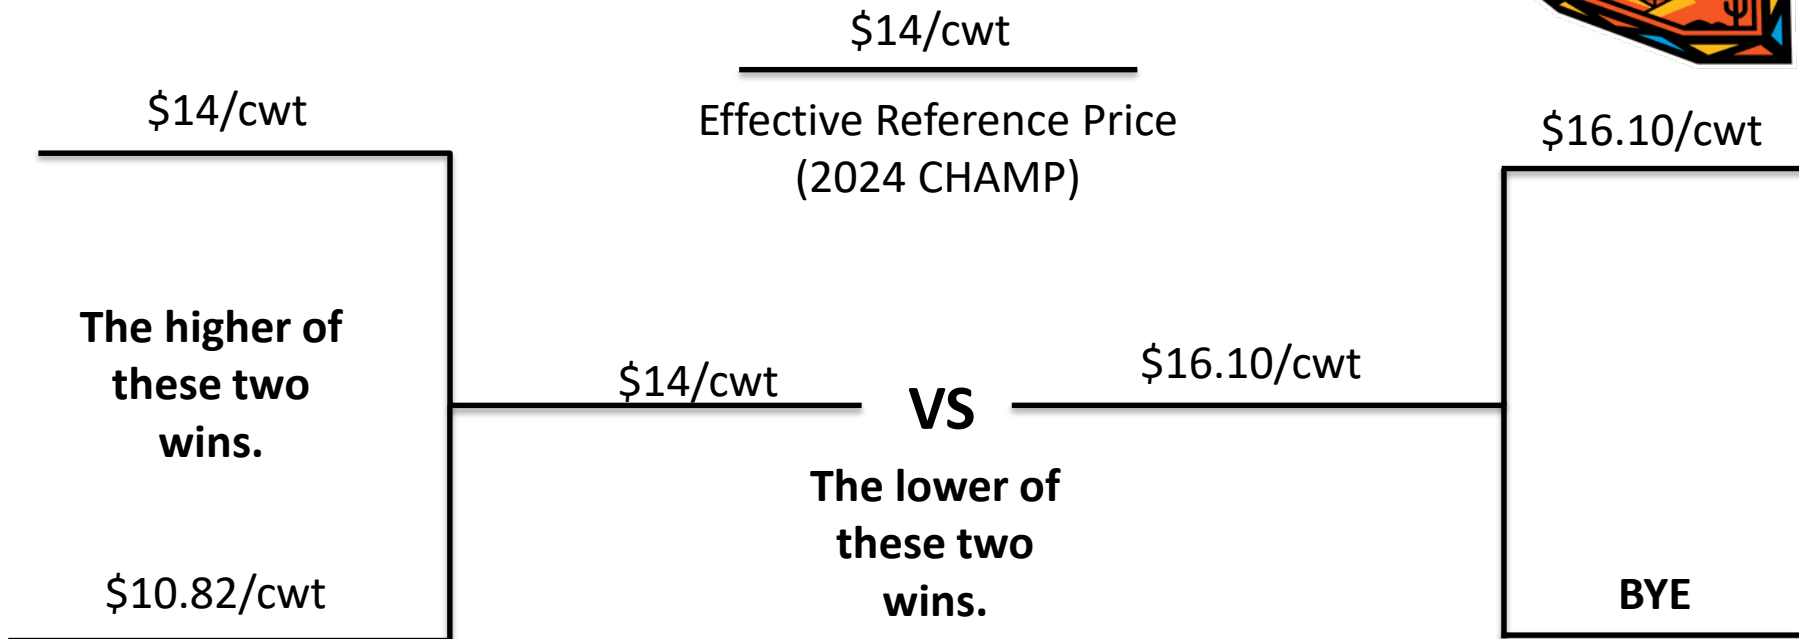 $14/cwt
$14/cwt
Effective Reference Price
(2024 CHAMP)
$16.10/cwt
The higher of
these two
wins.
$14/cwt
VS
$16.10/cwt
The lower of
these two
wins.
$10.82/cwt
BYE